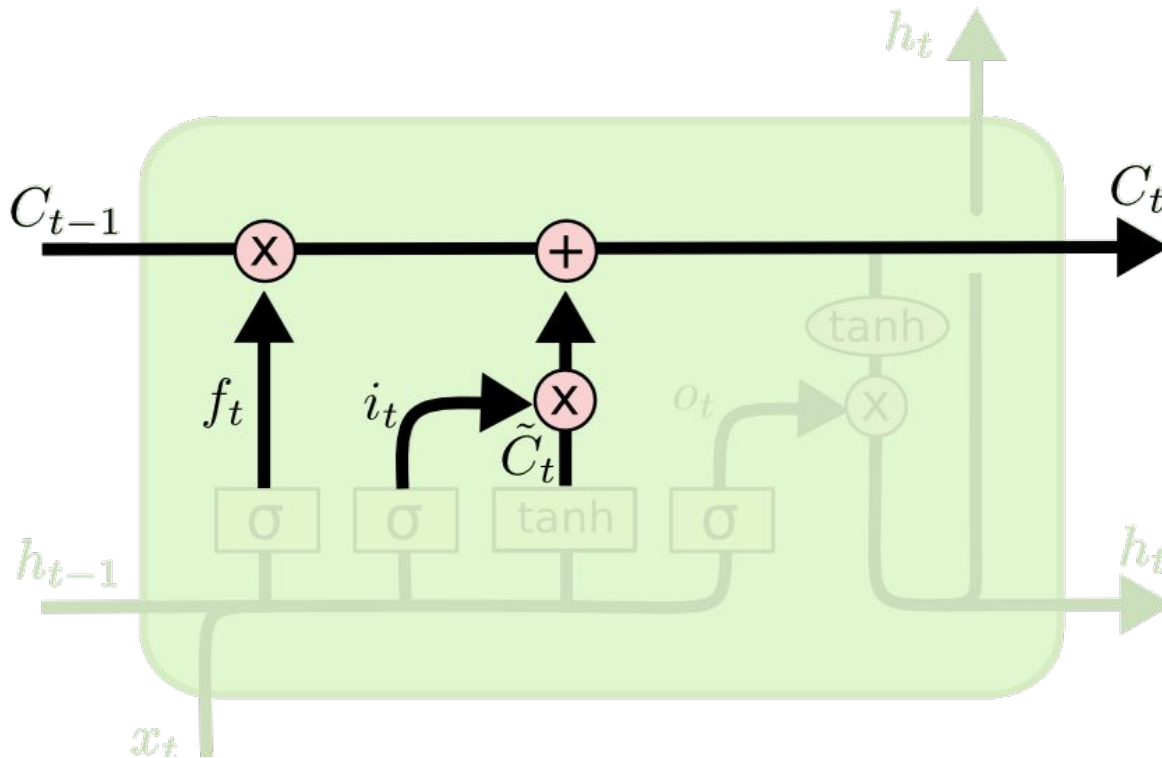 h_t
C_{t-1}
C_t
x
+
tanh
f_t
i_t
x
o_t
x
C̃_t
σ
σ
tanh
σ
h_{t-1}
h_t
x_t